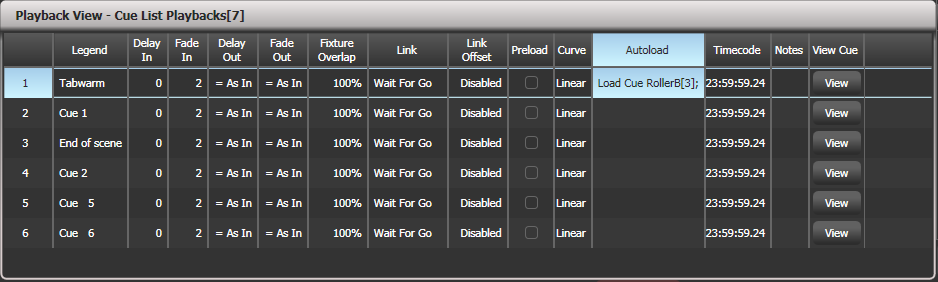 Playback View - Cue List Playbacks[7]
Legend Delay In Fade In Delay Out Fade Out Fixture Overlap Link Link Offset Preload Curve Autoload Timecode Notes View Cue
1 Tabwarm 0 2 = As In = As In 100% Wait For Go Disabled Linear Load Cue RollerB[3]; 23:59:59.24 View
2 Cue 1 0 2 = As In = As In 100% Wait For Go Disabled Linear 23:59:59.24 View
3 End of scene 0 2 = As In = As In 100% Wait For Go Disabled Linear 23:59:59.24 View
4 Cue 2 0 2 = As In = As In 100% Wait For Go Disabled Linear 23:59:59.24 View
5 Cue 5 0 2 = As In = As In 100% Wait For Go Disabled Linear 23:59:59.24 View
6 Cue 6 0 2 = As In = As In 100% Wait For Go Disabled Linear 23:59:59.24 View